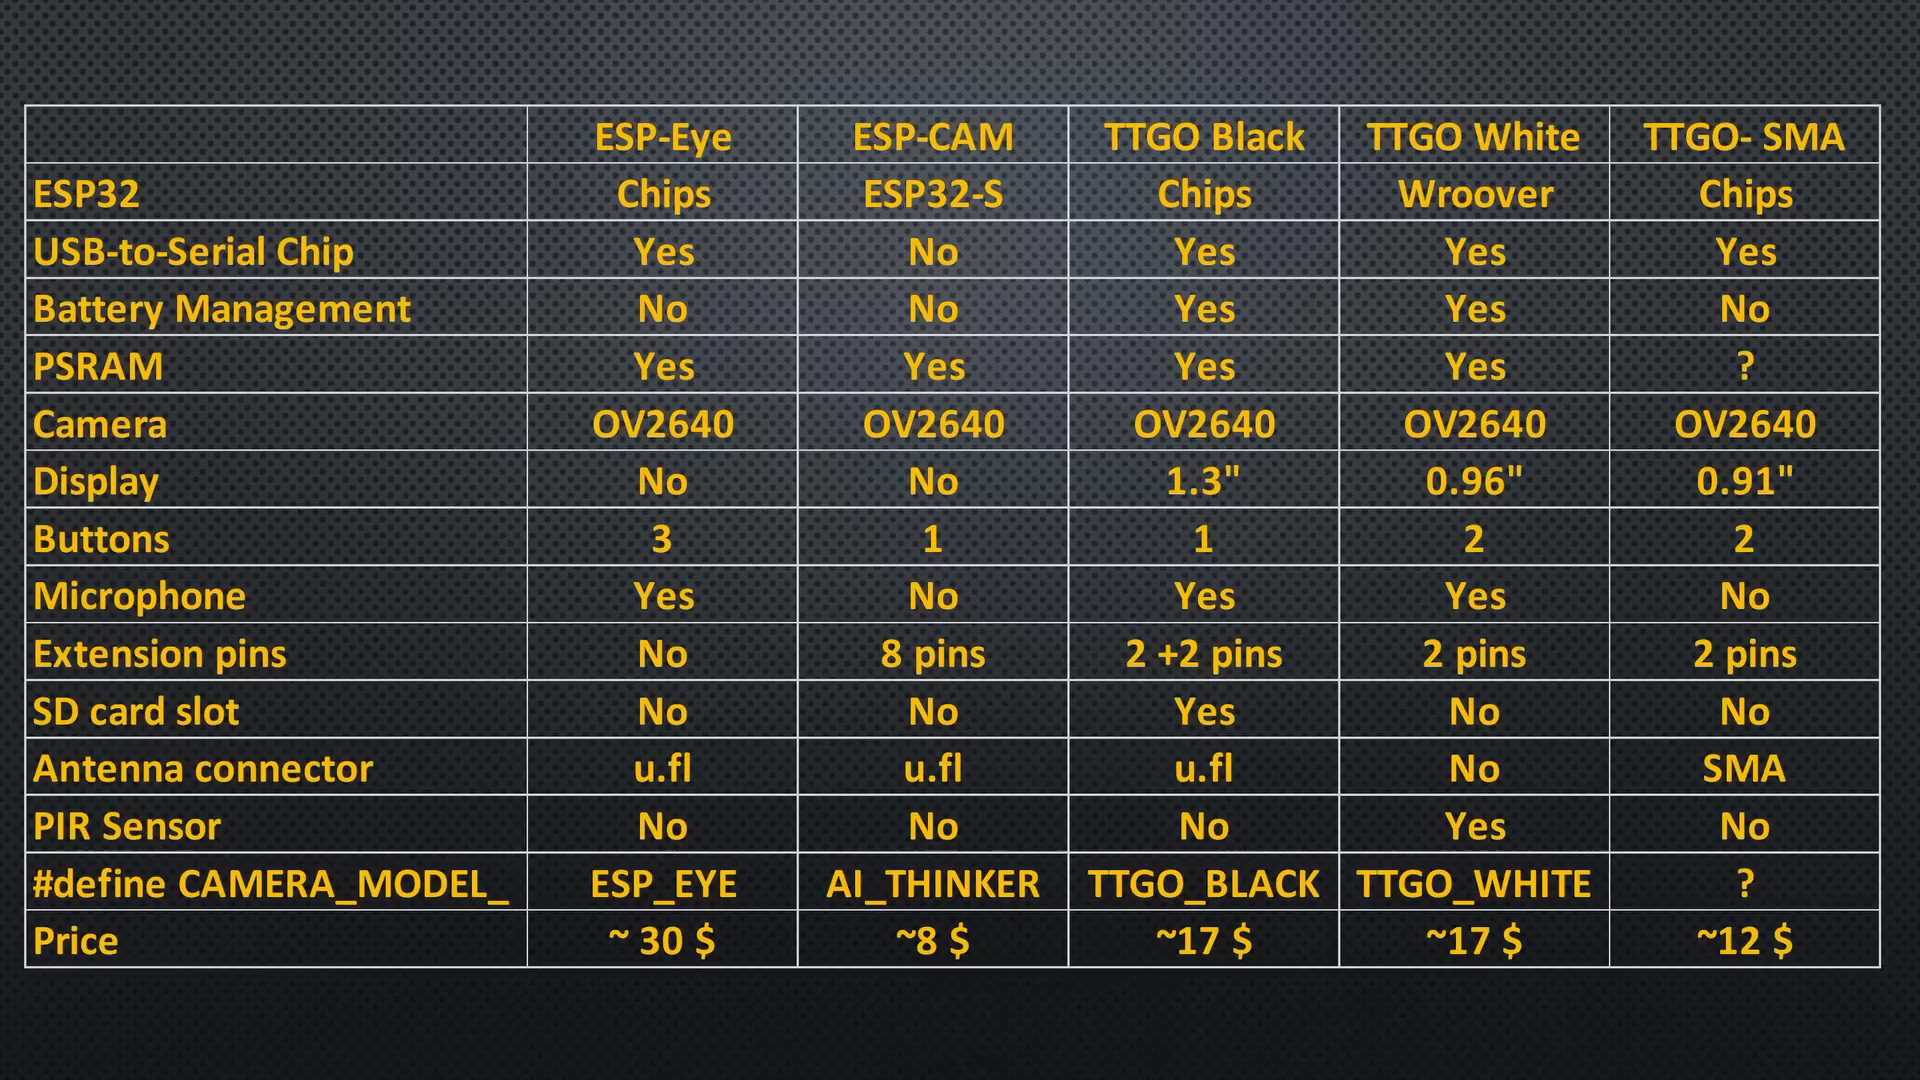 ESP-Eye ESP-CAM TTGO Black TTGO White TTGO- SMA
ESP32 Chips ESP32-S Chips Wroover Chips
USB-to-Serial Chip Yes No Yes Yes Yes
Battery Management No No Yes Yes No
PSRAM Yes Yes Yes Yes ?
Camera OV2640 OV2640 OV2640 OV2640 OV2640
Display No No 1.3" 0.96" 0.91"
Buttons 3 1 1 2 2
Microphone Yes No Yes Yes No
Extension pins No 8 pins 2 +2 pins 2 pins 2 pins
SD card slot No No Yes No No
Antenna connector u.fl u.fl u.fl No SMA
PIR Sensor No No No Yes No
#define CAMERA_MODEL_ ESP_EYE AI_THINKER TTGO_BLACK TTGO_WHITE ?
Price ~ 30 $ ~8 $ ~17 $ ~17 $ ~12 $